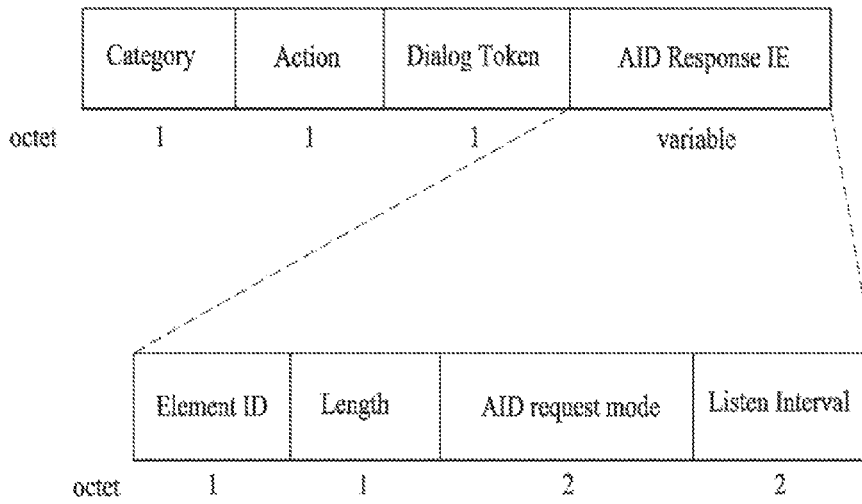 Category Action Dialog Token AID Response IE
octet 1 1 1 variable
Element ID Length AID request mode Listen Interval
octet 1 1 2 2